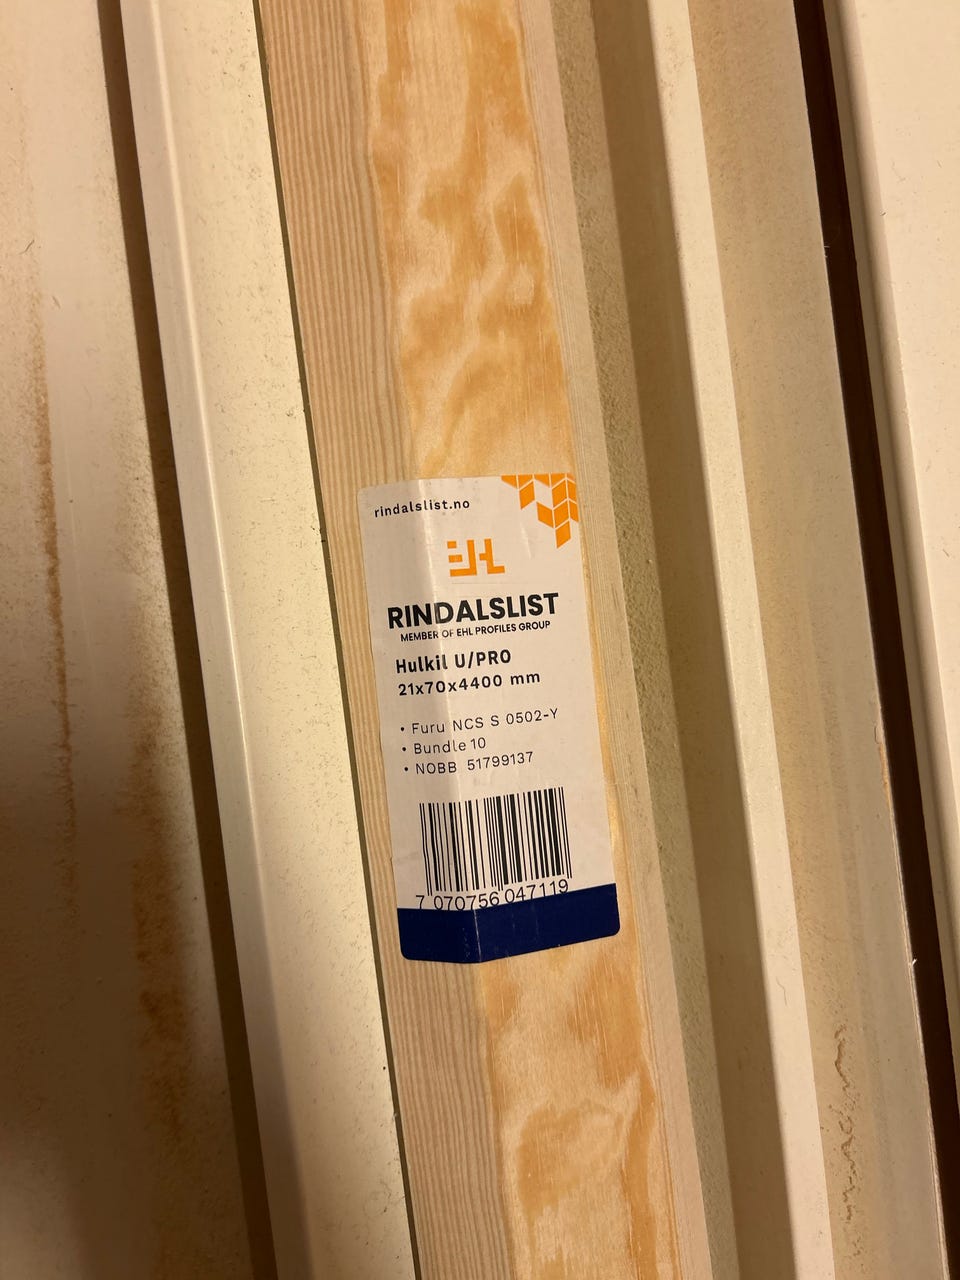 rindalslist.no
EHL
RINDALSLIST
MEMBER OF EHL PROFILES GROUP
Hulkil U/PRO
21x70x4400 mm
• Furu NCS S 0502-Y
• Bundle 10
• NOBB 51799137
7 070756 047119